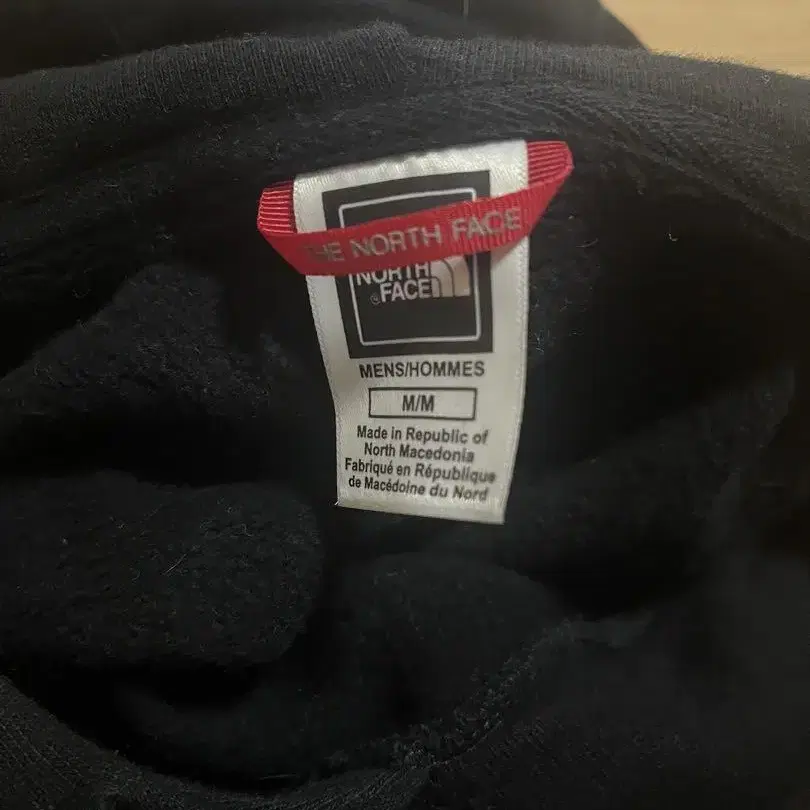 THE NORTH FACE
NORTH
FACE
MENS/HOMMES
M/M
Made in Republic of
North Macedonia
Fabriqué en République
de Macédoine du Nord